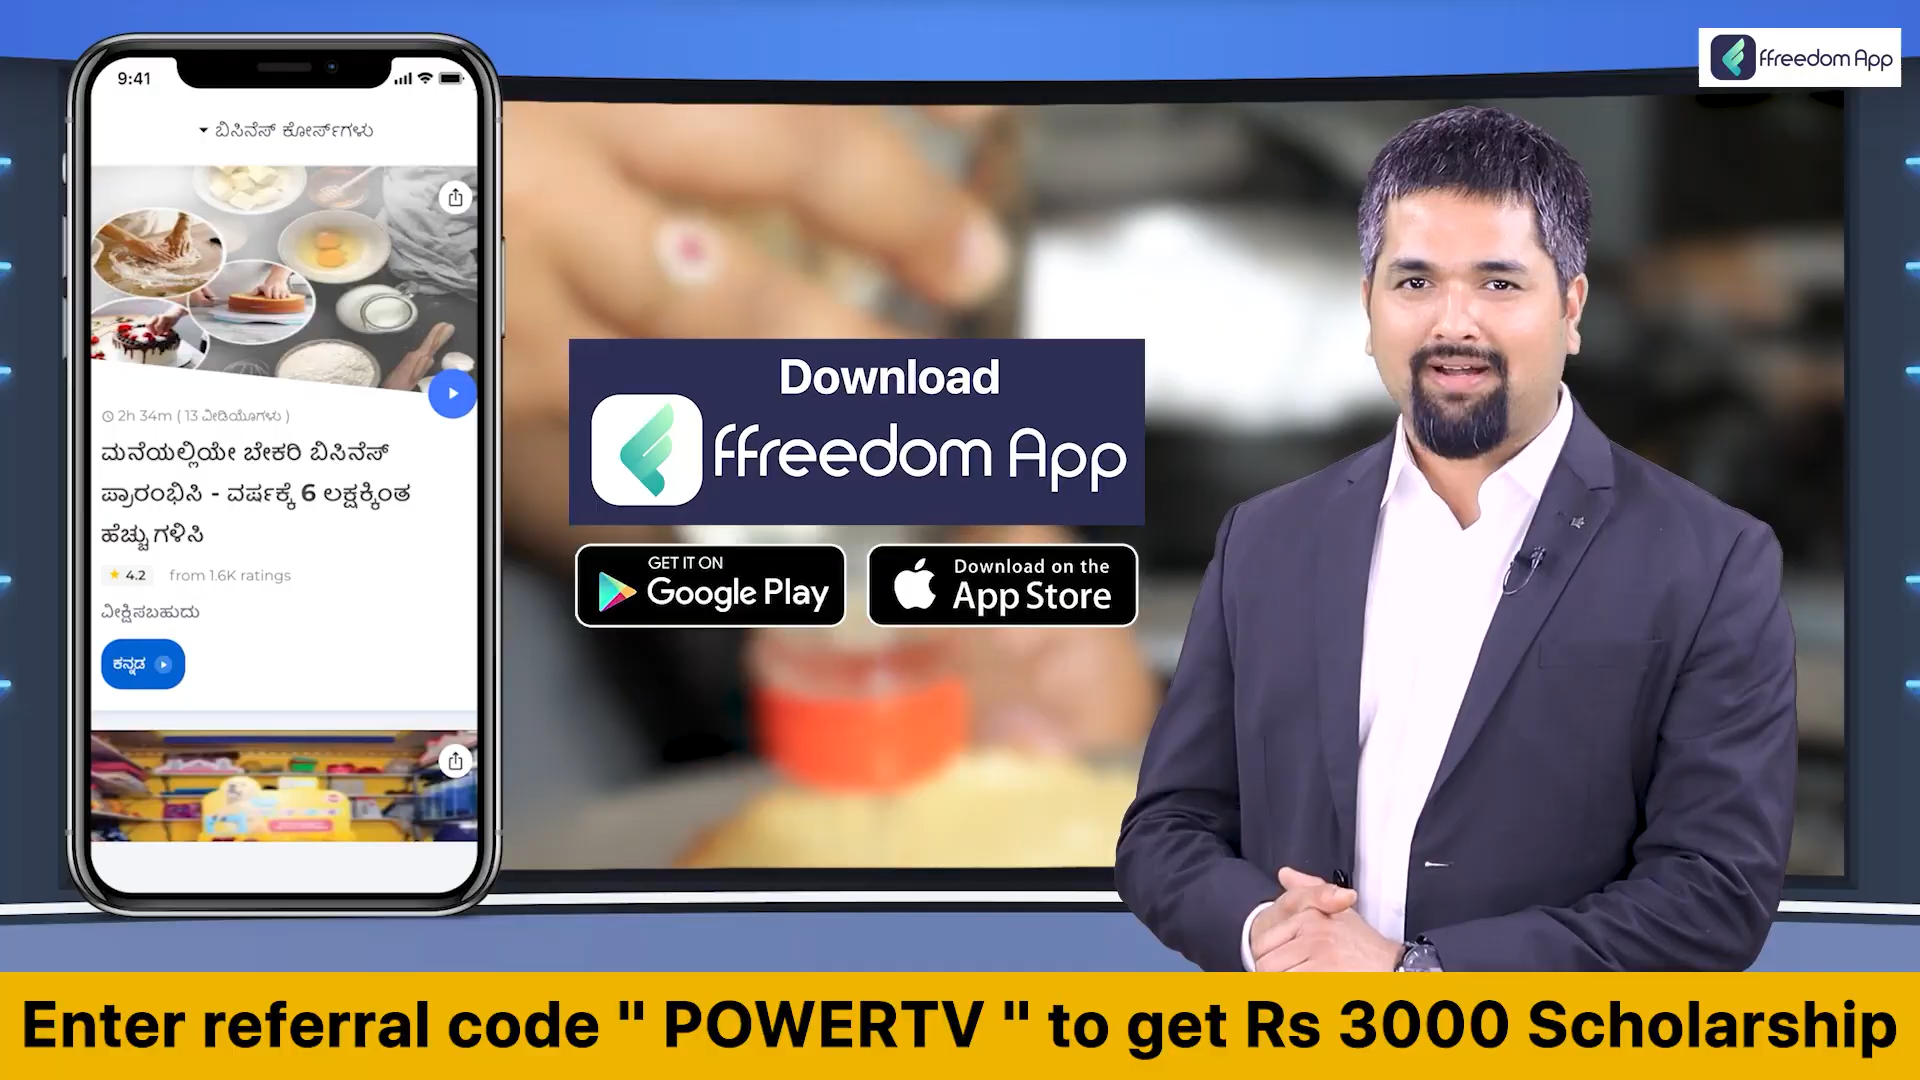 ffreedom App
9:41
ಬಿಸಿನೆಸ್ ಕೋರ್ಸ್‌ಗಳು
2h 34m ( 13 ವೀಡಿಯೊಗಳು )
ಮನೆಯಲ್ಲಿಯೇ ಬೇಕರಿ ಬಿಸಿನೆಸ್
ಪ್ರಾರಂಭಿಸಿ - ವರ್ಷಕ್ಕೆ 6 ಲಕ್ಷಕ್ಕಿಂತ
ಹೆಚ್ಚು ಗಳಿಸಿ
4.2 from 1.6K ratings
ವೀಕ್ಷಿಸಬಹುದು
ಕನ್ನಡ
Download
ffreedom App
GET IT ON
Google Play
Download on the
App Store
Enter referral code " POWERTV " to get Rs 3000 Scholarship